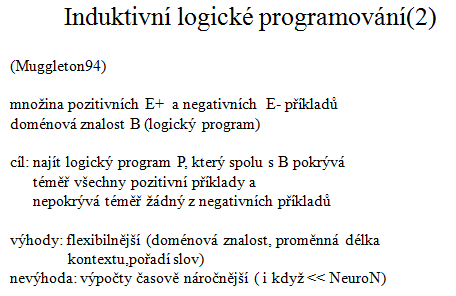 Induktivní logické programování(2)
(Muggleton94)
množina pozitivních E+ a negativních E- příkladů
doménová znalost B (logický program)
cíl: najít logický program P, který spolu s B pokrývá
téměř všechny pozitivní příklady a
nepokrývá téměř žádný z negativních příkladů
výhody: flexibilnější (doménová znalost, proměnná délka
kontextu,pořadí slov)
nevýhoda: výpočty časově náročnější ( i když << NeuroN)